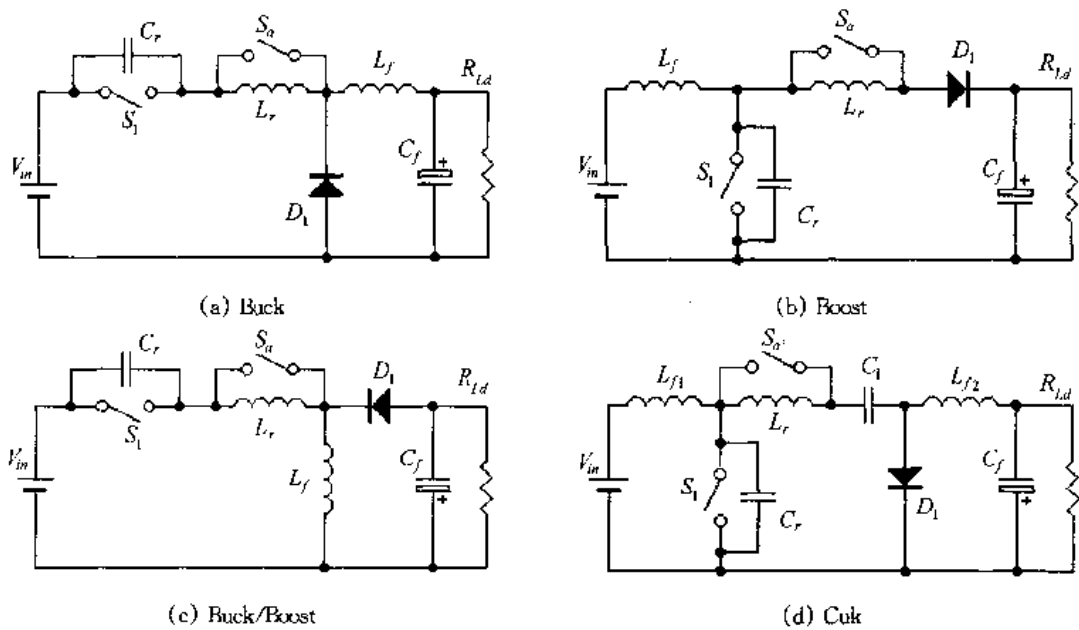 C_r
S_a
L_f
R_Ld
S_1
L_r
V_in
C_f
+
D_1
(a) Buck
L_f
S_a
D_1
R_Ld
L_r
V_in
S_1
C_r
C_f
+
(b) Boost
C_r
S_a
D_1
R_Ld
S_1
L_r
V_in
L_f
C_f
+
(c) Buck/Boost
L_f1
S_a
C_1
L_f2
R_Ld
L_r
V_in
S_1
C_r
D_1
C_f
+
(d) Cuk